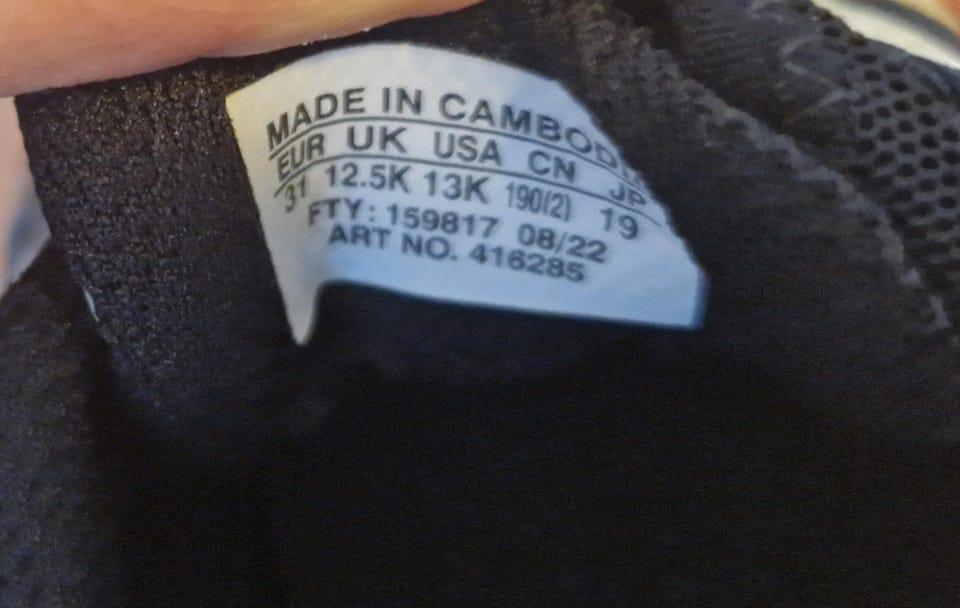 MADE IN CAMBODIA
EUR UK USA CN JP
31 12.5K 13K 190(2) 19
FTY: 159817 08/22
ART NO. 416285